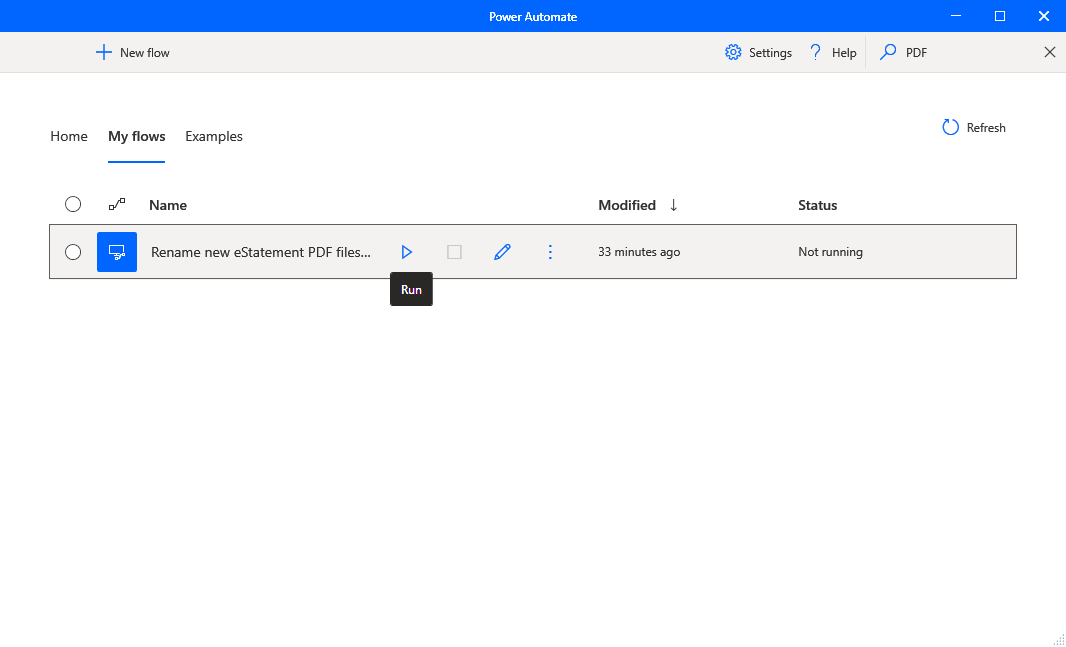 Power Automate
New flow
Settings
Help
PDF
Home
My flows
Examples
Refresh
Name
Modified ↓
Status
Rename new eStatement PDF files...
33 minutes ago
Not running
Run